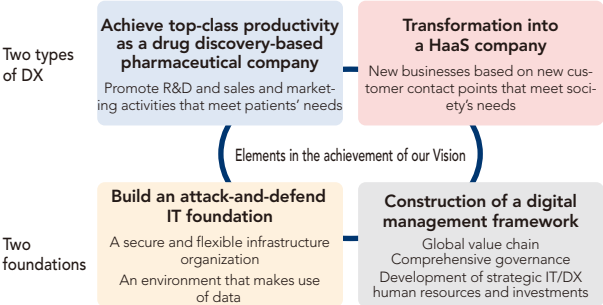 Two types
of DX
Achieve top-class productivity
as a drug discovery-based
pharmaceutical company
Promote R&D and sales and market-
ing activities that meet patients' needs
Transformation into
a HaaS company
New businesses based on new cus-
tomer contact points that meet soci-
ety's needs
Elements in the achievement of our Vision
Two
foundations
Build an attack-and-defend
IT foundation
A secure and flexible infrastructure
organization
An environment that makes use
of data
Construction of a digital
management framework
Global value chain
Comprehensive governance
Development of strategic IT/DX
human resources and investments